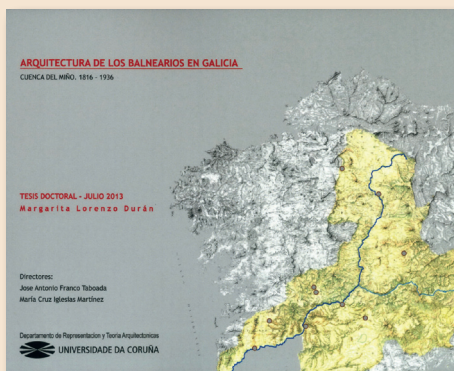 ARQUITECTURA DE LOS BALNEARIOS EN GALICIA
CUENCA DEL MIÑO. 1816 - 1936
TESIS DOCTORAL - JULIO 2013
Margarita Lorenzo Durán
Directores:
Jose Antonio Franco Taboada
María Cruz Iglesias Martínez
Departamento de Representacion y Teoria Arquitectonicas
UNIVERSIDADE DA CORUÑA